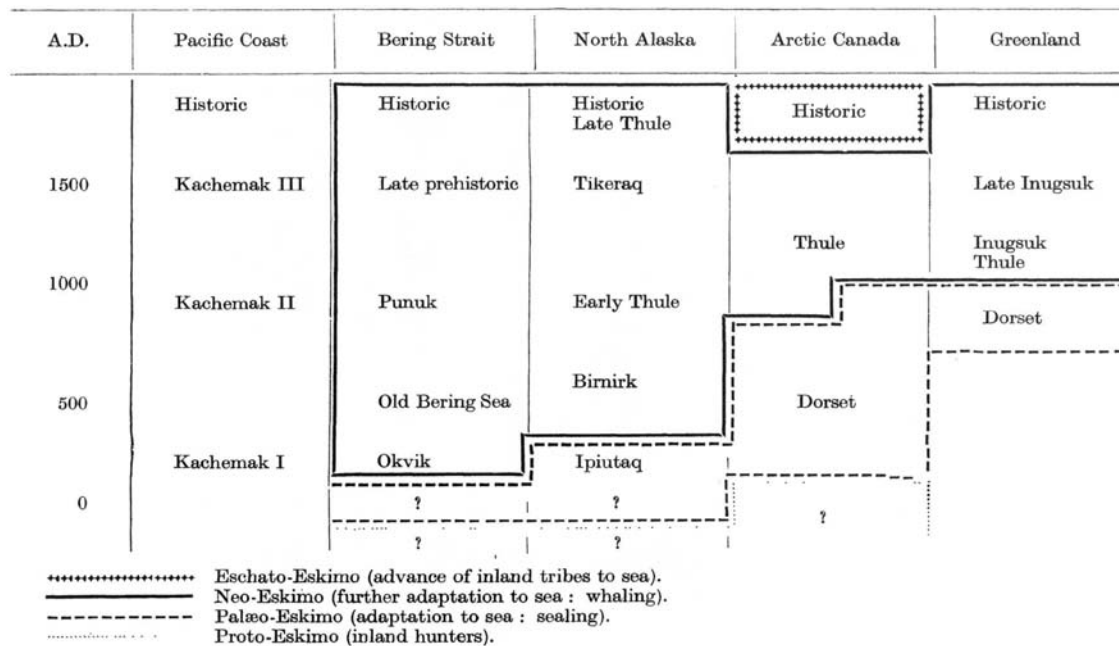 A.D. Pacific Coast Bering Strait North Alaska Arctic Canada Greenland
Historic Historic Historic Historic Historic
Late Thule
1500 Kachemak III Late prehistoric Tikeraq Late Inugsuk
Thule Inugsuk
Thule
1000
Kachemak II Punuk Early Thule Dorset
Birnirk
500 Old Bering Sea Dorset
Kachemak I Okvik Ipiutaq
0 ? ? ?
? ?
Eschato-Eskimo (advance of inland tribes to sea).
Neo-Eskimo (further adaptation to sea : whaling).
Palæo-Eskimo (adaptation to sea : sealing).
Proto-Eskimo (inland hunters).